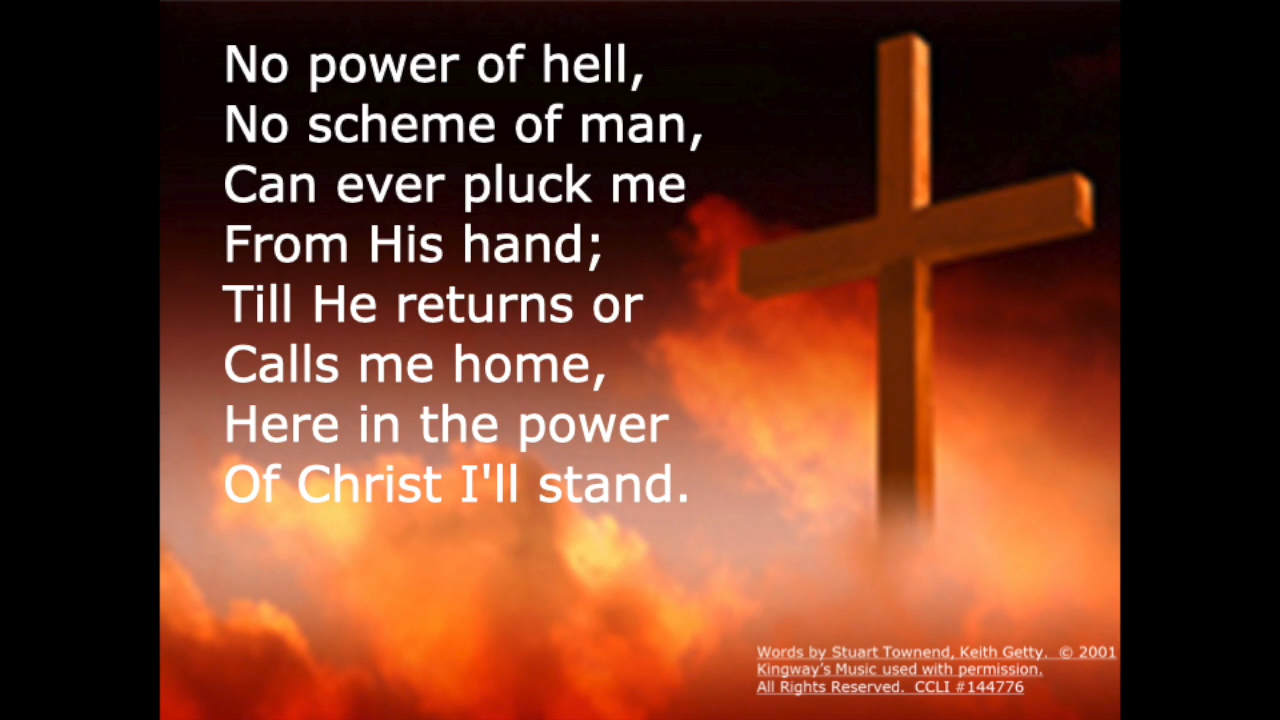 No power of hell,
No scheme of man,
Can ever pluck me
From His hand;
Till He returns or
Calls me home,
Here in the power
Of Christ I'll stand.
Words by Stuart Townend, Keith Getty.  © 2001
Kingway’s Music used with permission.
All Rights Reserved.  CCLI #144776